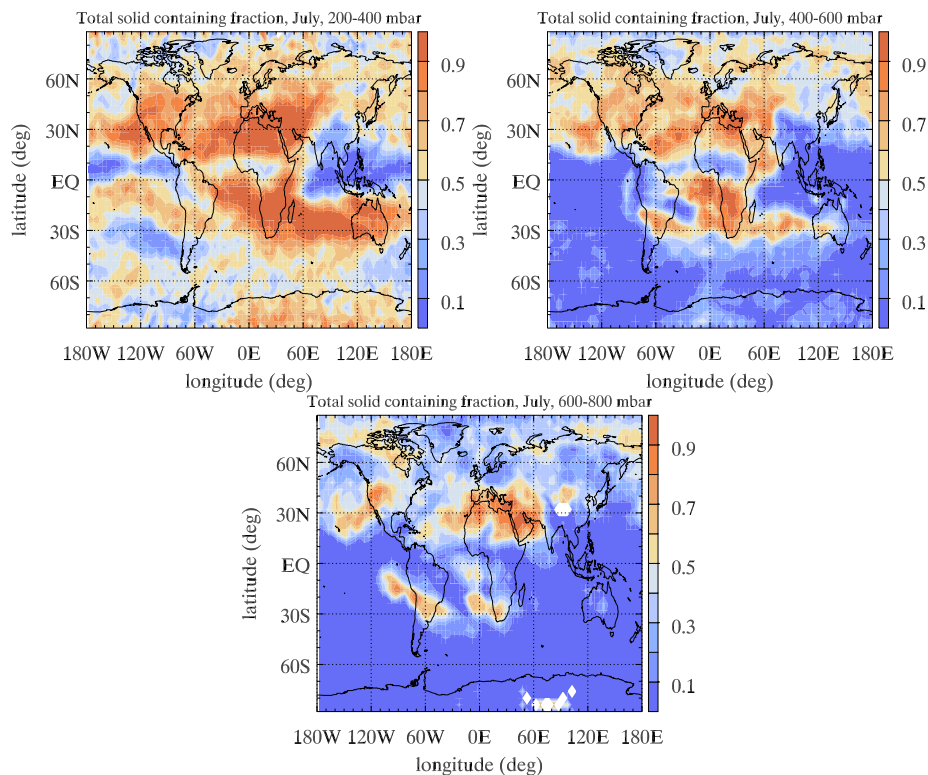 Total solid containing fraction, July, 200-400 mbar
60N
30N
EQ
30S
60S
latitude (deg)
180W 120W 60W 0E 60E 120E 180E
longitude (deg)
0.9
0.7
0.5
0.3
0.1
Total solid containing fraction, July, 400-600 mbar
60N
30N
EQ
30S
60S
latitude (deg)
180W 120W 60W 0E 60E 120E 180E
longitude (deg)
0.9
0.7
0.5
0.3
0.1
Total solid containing fraction, July, 600-800 mbar
60N
30N
EQ
30S
60S
latitude (deg)
180W 120W 60W 0E 60E 120E 180E
longitude (deg)
0.9
0.7
0.5
0.3
0.1